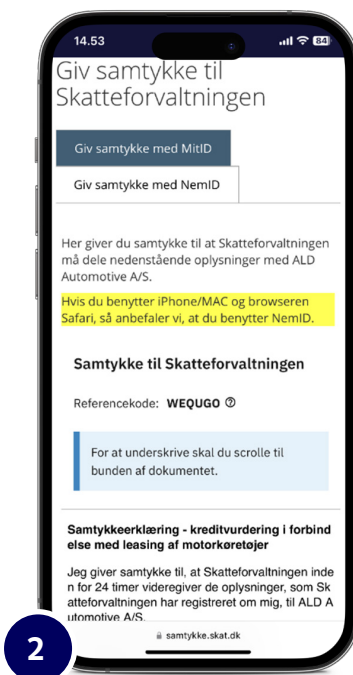 14.53
84
Giv samtykke til
Skatteforvaltningen
Giv samtykke med MitID
Giv samtykke med NemID
Her giver du samtykke til at Skatteforvaltningen
må dele nedenstående oplysninger med ALD
Automotive A/S.
Hvis du benytter iPhone/MAC og browseren
Safari, så anbefaler vi, at du benytter NemID.
Samtykke til Skatteforvaltningen
Referencekode: WEQUGO ?
For at underskrive skal du scrolle til
bunden af dokumentet.
Samtykkeerklæring - kreditvurdering i forbind
else med leasing af motorkøretøjer
Jeg giver samtykke til, at Skatteforvaltningen inde
n for 24 timer videregiver de oplysninger, som Sk
atteforvaltningen har registreret om mig, til ALD A
utomotive A/S.
samtykke.skat.dk
2